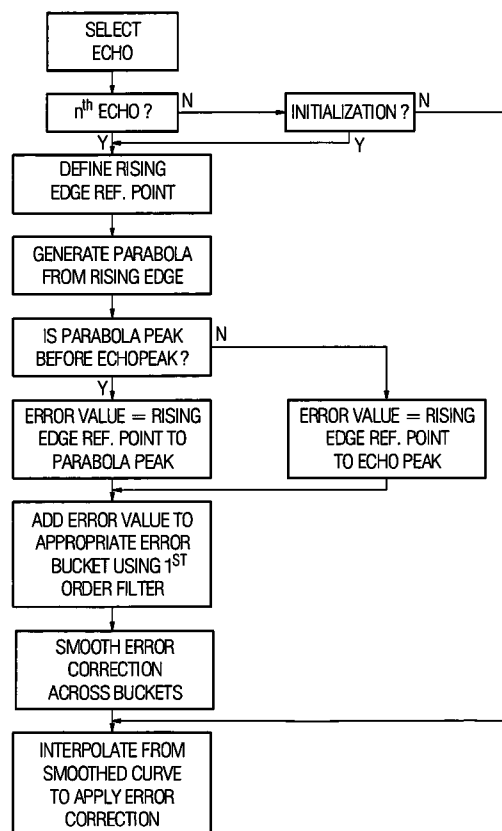 SELECT
ECHO
nth ECHO ?
N
INITIALIZATION ?
N
Y
Y
DEFINE RISING
EDGE REF. POINT
GENERATE PARABOLA
FROM RISING EDGE
IS PARABOLA PEAK
BEFORE ECHOPEAK ?
N
Y
ERROR VALUE = RISING
EDGE REF. POINT TO
PARABOLA PEAK
ERROR VALUE = RISING
EDGE REF. POINT
TO ECHO PEAK
ADD ERROR VALUE TO
APPROPRIATE ERROR
BUCKET USING 1ST
ORDER FILTER
SMOOTH ERROR
CORRECTION
ACROSS BUCKETS
INTERPOLATE FROM
SMOOTHED CURVE
TO APPLY ERROR
CORRECTION